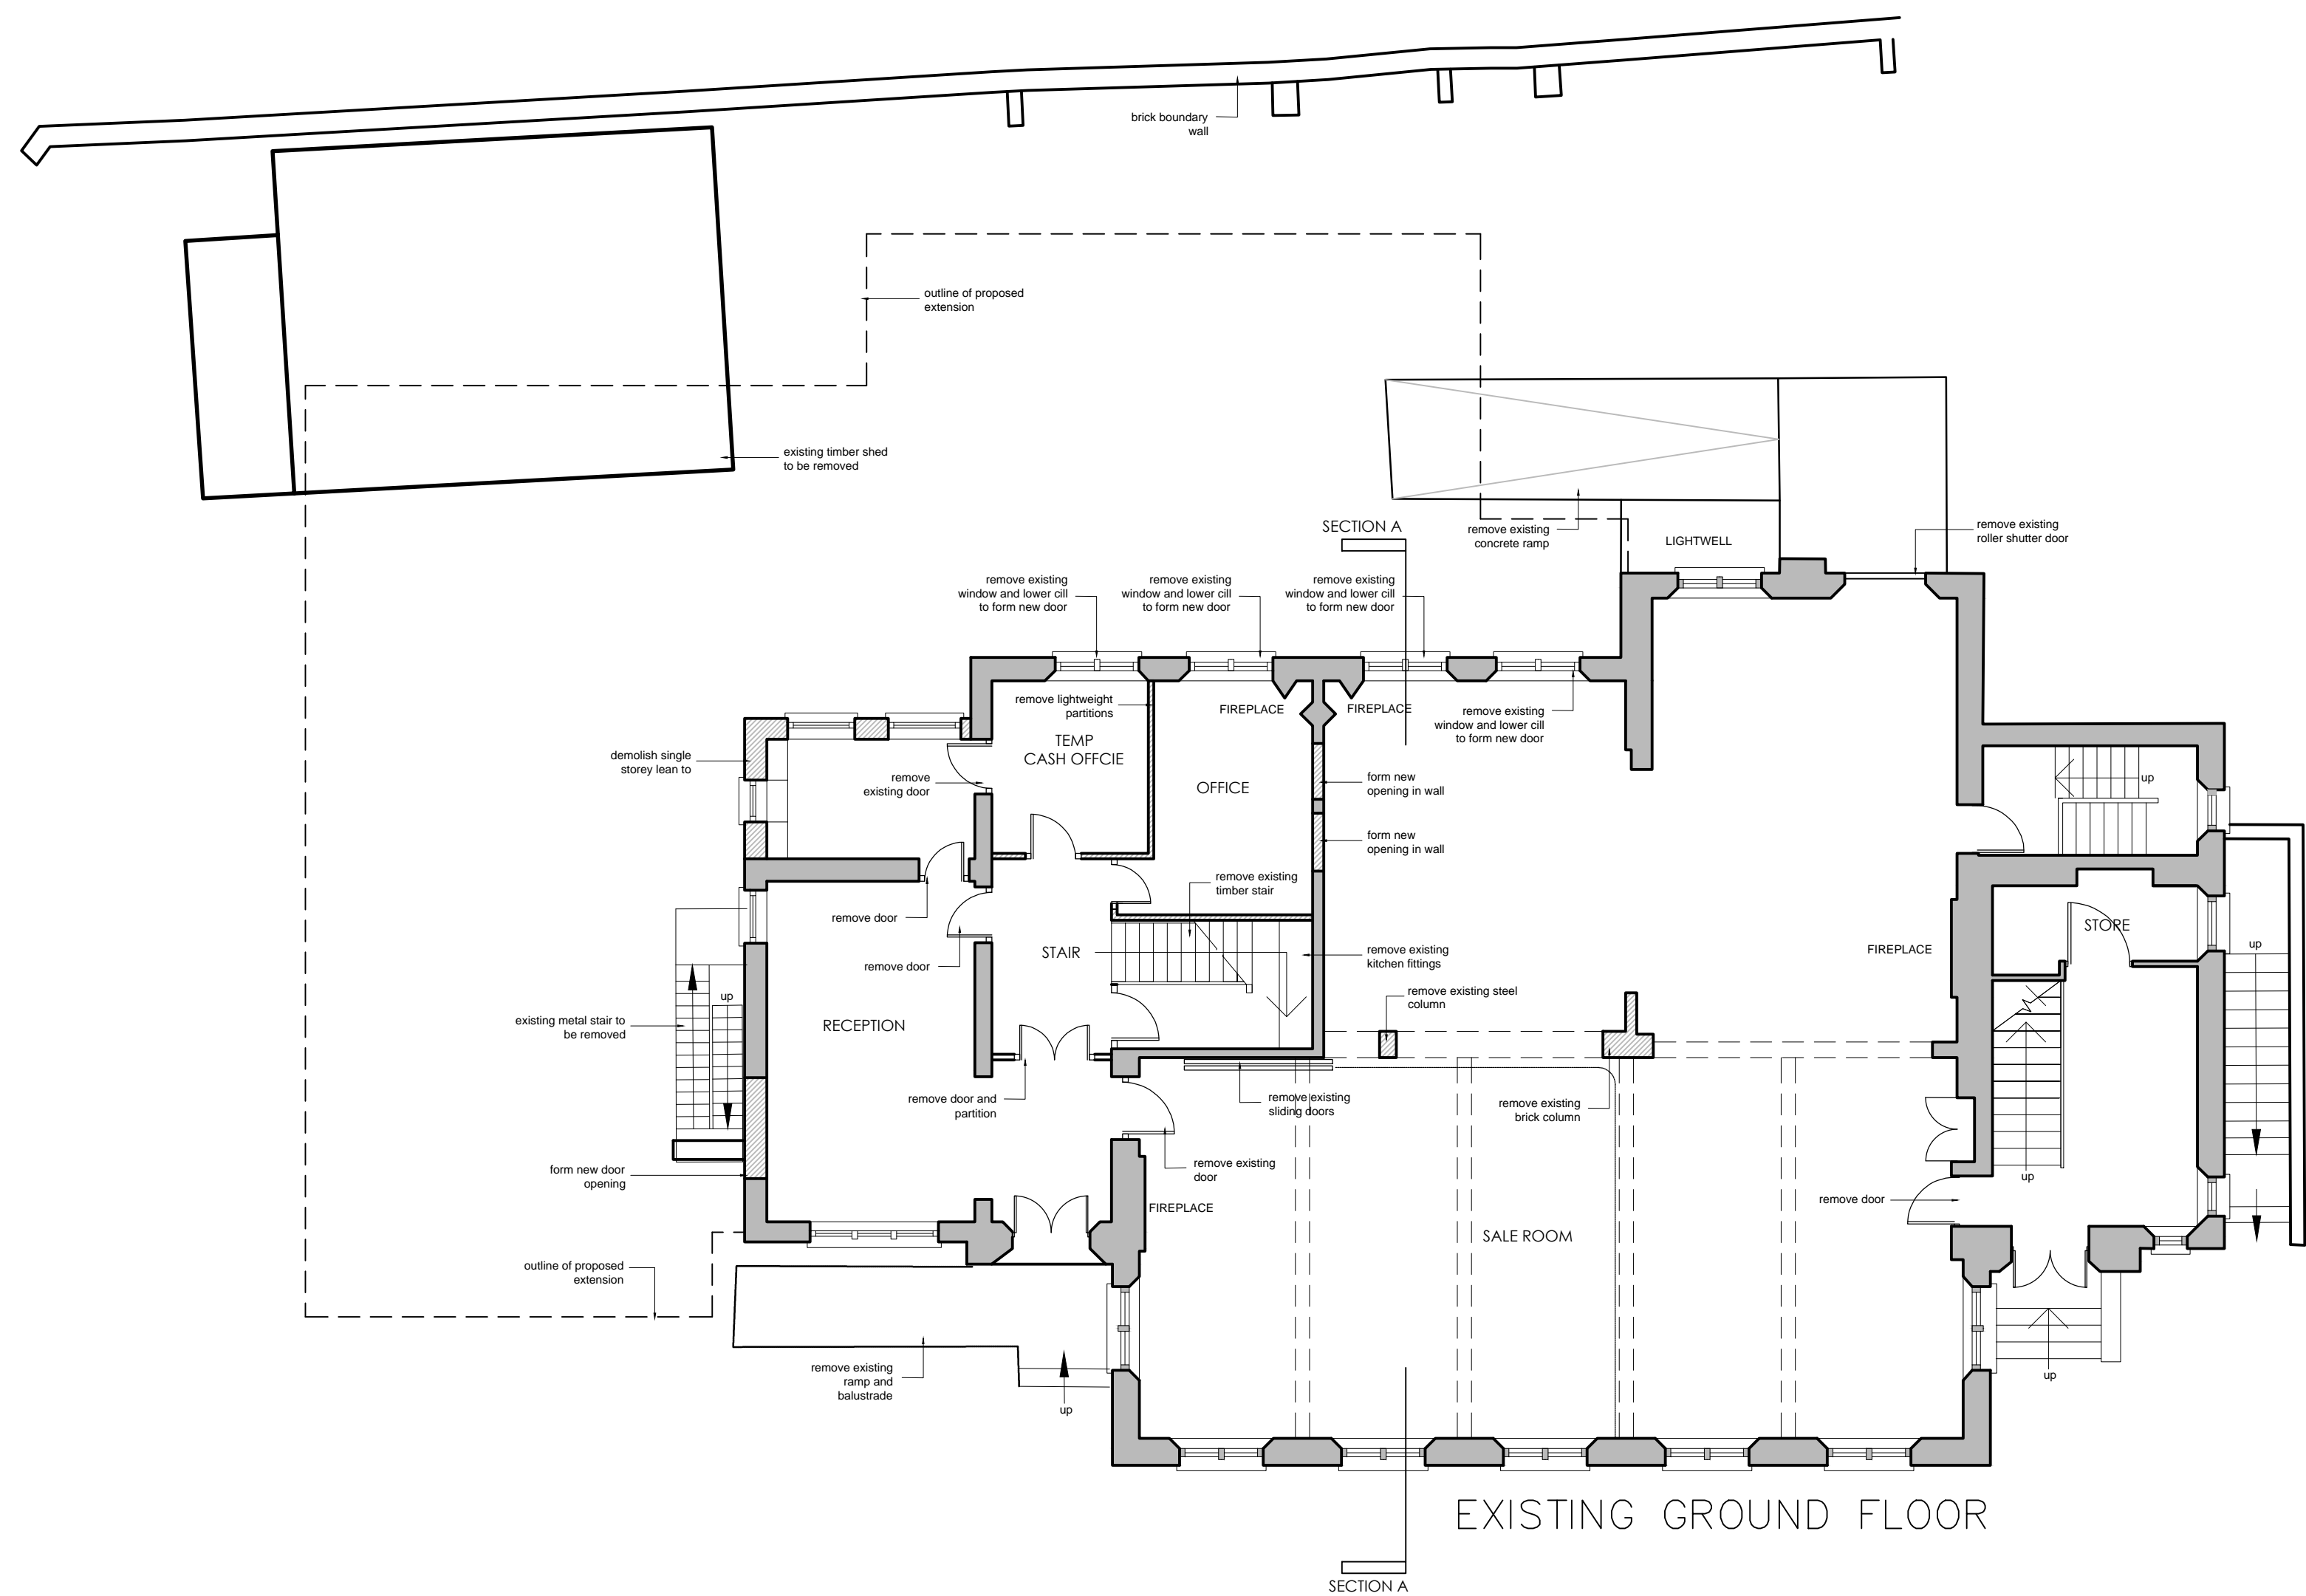 brick boundary
wall
outline of proposed
extension
existing timber shed
to be removed
SECTION A
remove existing
concrete ramp
LIGHTWELL
remove existing
roller shutter door
remove existing
window and lower cill
to form new door
remove existing
window and lower cill
to form new door
remove existing
window and lower cill
to form new door
remove lightweight
partitions
FIREPLACE
FIREPLACE
remove existing
window and lower cill
to form new door
TEMP
CASH OFFCIE
demolish single
storey lean to
remove
existing door
OFFICE
form new
opening in wall
up
form new
opening in wall
remove existing
timber stair
remove door
STORE
STAIR
remove existing
kitchen fittings
FIREPLACE
up
remove door
remove existing steel
column
up
existing metal stair to
be removed
RECEPTION
remove door and
partition
remove existing
sliding doors
remove existing
brick column
form new door
opening
remove existing
door
up
remove door
FIREPLACE
SALE ROOM
outline of proposed
extension
remove existing
ramp and
balustrade
up
up
EXISTING GROUND FLOOR
SECTION A